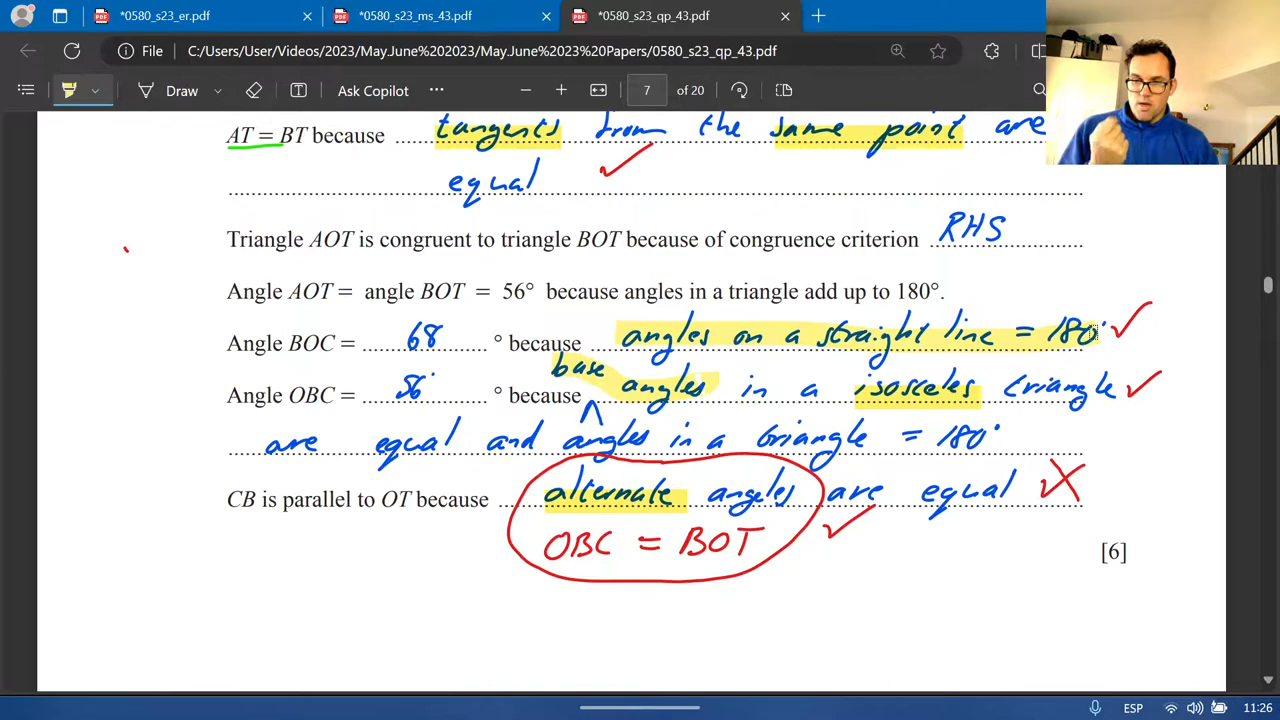 *0580_s23_er.pdf
*0580_s23_ms_43.pdf
*0580_s23_qp_43.pdf
File
C:/Users/User/Videos/2023/May.June%202023/May.June%2023%20Papers/0580_s23_qp_43.pdf
Draw
Ask Copilot
7 of 20
AT = BT because tangents from the same point are
equal
Triangle AOT is congruent to triangle BOT because of congruence criterion RHS
Angle AOT = angle BOT = 56° because angles in a triangle add up to 180°.
Angle BOC = 68 ° because angles on a straight line = 180°
base
Angle OBC = 56° ° because angles in a isosceles triangle
are equal and angles in a triangle = 180°
CB is parallel to OT because alternate angeles are equal
OBC = BOT
[6]
ESP
11:26